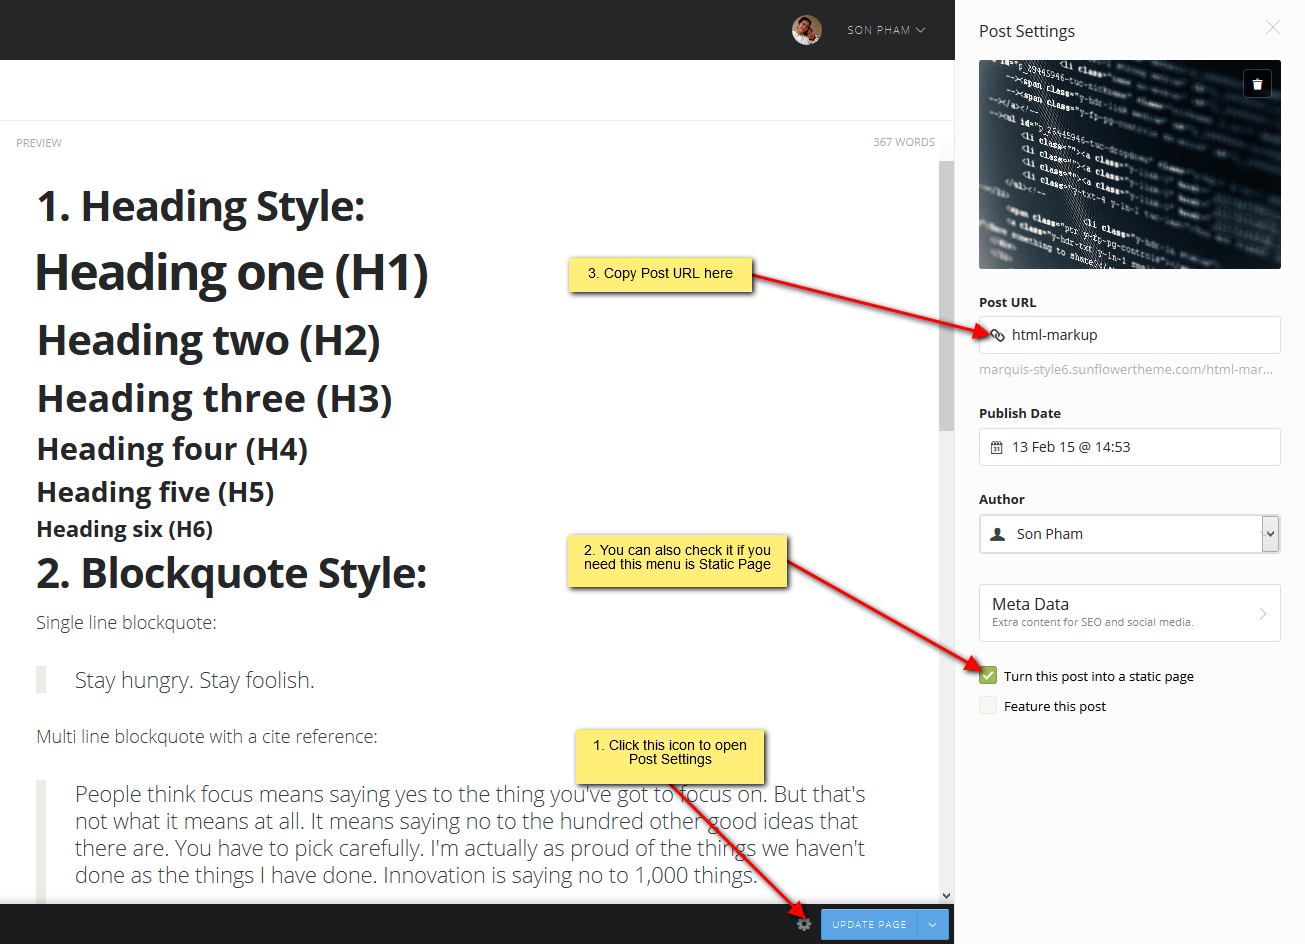 SON PHAM
PREVIEW
367 WORDS
1. Heading Style:
Heading one (H1)
Heading two (H2)
Heading three (H3)
Heading four (H4)
Heading five (H5)
Heading six (H6)
2. Blockquote Style:
Single line blockquote:
Stay hungry. Stay foolish.
Multi line blockquote with a cite reference:
People think focus means saying yes to the thing you've got to focus on. But that's
not what it means at all. It means saying no to the hundred other good ideas that
there are. You have to pick carefully. I'm actually as proud of the things we haven't
done as the things I have done. Innovation is saying no to 1,000 things.
3. Copy Post URL here
2. You can also check it if you
need this menu is Static Page
1. Click this icon to open
Post Settings
UPDATE PAGE
Post Settings
Post URL
html-markup
marquis-style6.sunflowertheme.com/html-mar...
Publish Date
13 Feb 15 @ 14:53
Author
Son Pham
Meta Data
Extra content for SEO and social media.
Turn this post into a static page
Feature this post